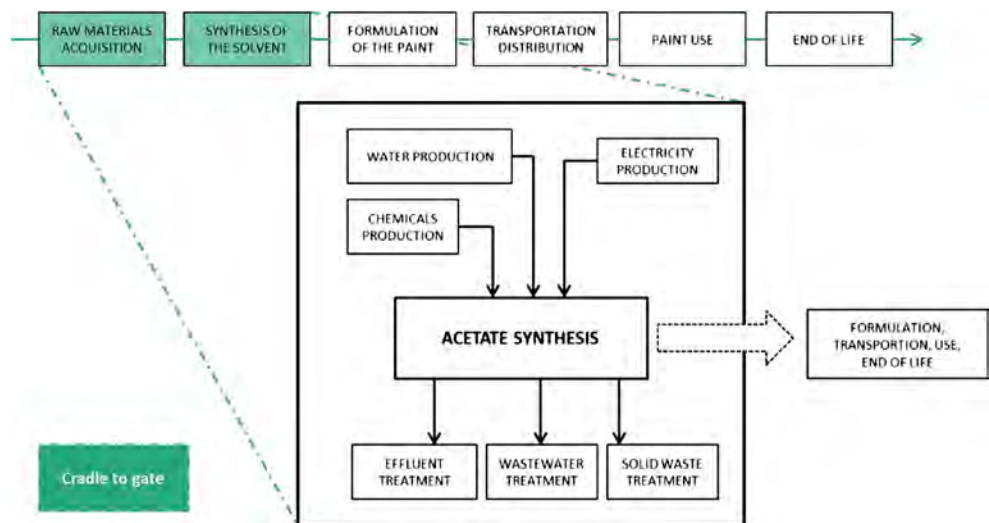 RAW MATERIALS
ACQUISITION
SYNTHESIS OF
THE SOLVENT
FORMULATION
OF THE PAINT
TRANSPORTATION
DISTRIBUTION
PAINT USE
END OF LIFE
WATER PRODUCTION
ELECTRICITY
PRODUCTION
CHEMICALS
PRODUCTION
ACETATE SYNTHESIS
FORMULATION,
TRANSPORTION, USE,
END OF LIFE
EFFLUENT
TREATMENT
WASTEWATER
TREATMENT
SOLID WASTE
TREATMENT
Cradle to gate